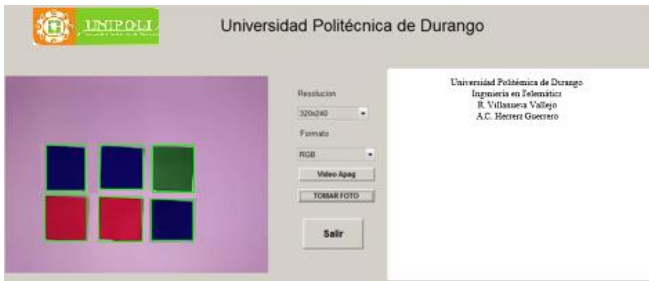 UNIPOLI
Universidad Politécnica de Durango
Resolucion
320x240
Formato
RGB
Video Apag
TOMAR FOTO
Salir
Universidad Politécnica de Durango
Ingeniería en Telemática
R. Villanueva Vallejo
A.C. Herrera Guerrero